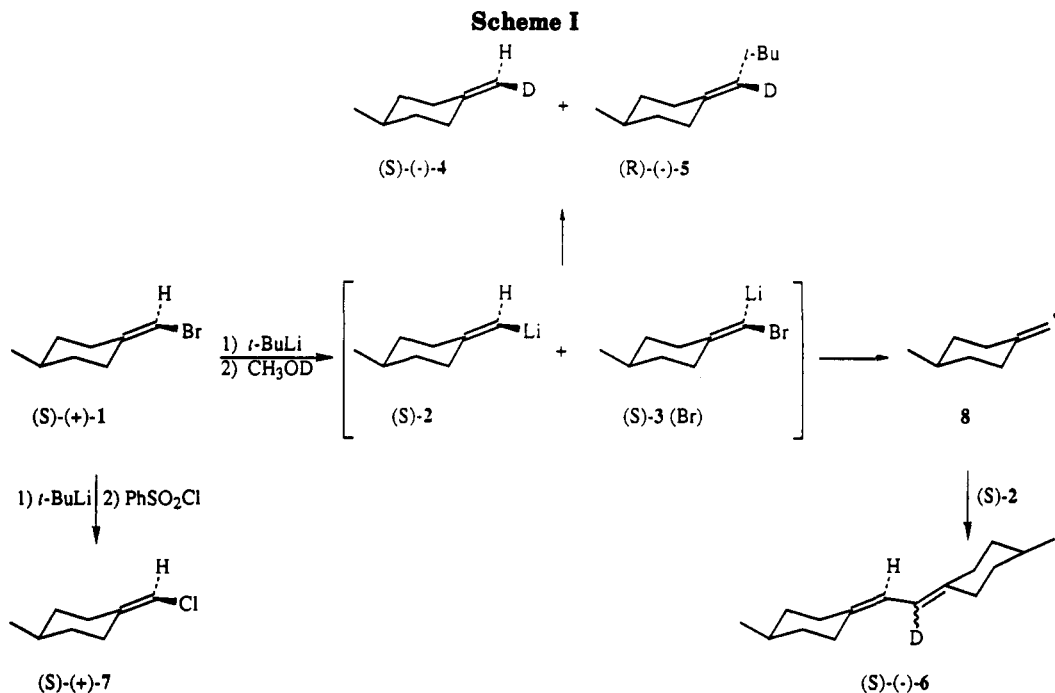 Scheme I
H
D
+
t-Bu
D
(S)-(-)-4
(R)-(-)-5
H
Br
1) t-BuLi
2) CH₃OD
H
Li
+
Li
Br
(S)-(+)-1
(S)-2
(S)-3 (Br)
8
1) t-BuLi
2) PhSO₂Cl
(S)-2
H
Cl
H
D
(S)-(+)-7
(S)-(-)-6